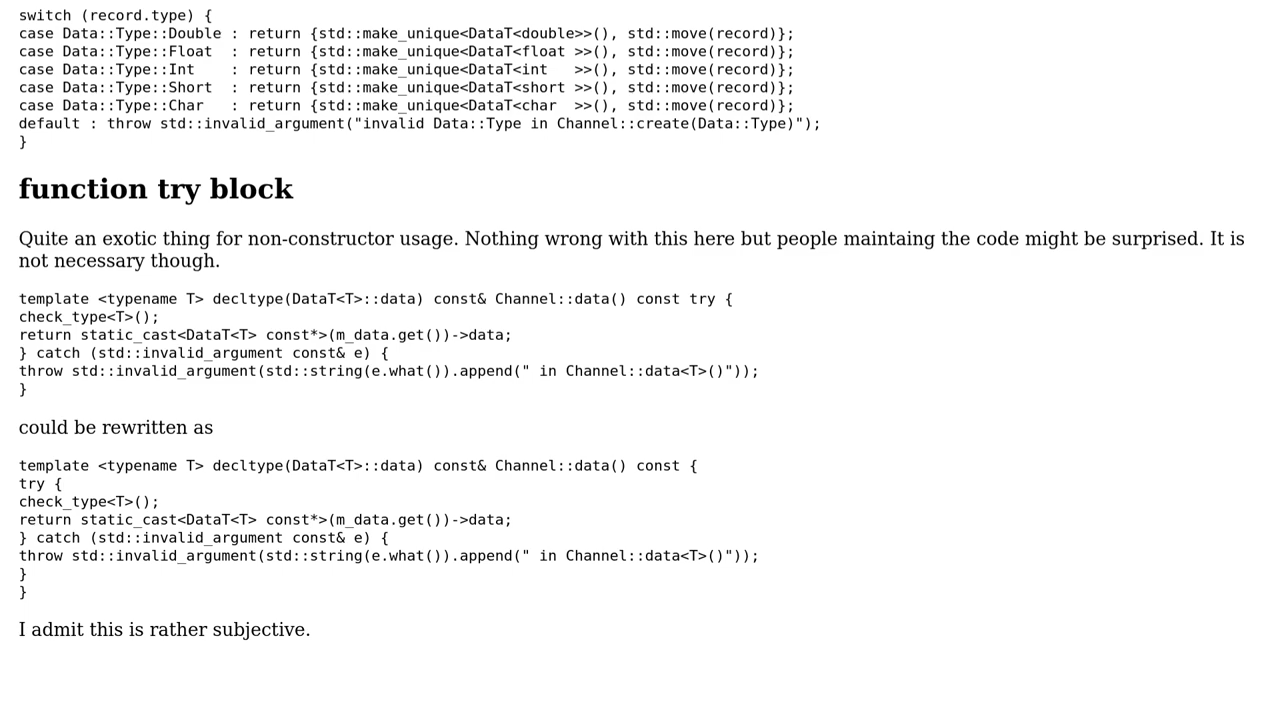 switch (record.type) {
case Data::Type::Double : return {std::make_unique<DataT<double>>(), std::move(record)};
case Data::Type::Float  : return {std::make_unique<DataT<float >>(), std::move(record)};
case Data::Type::Int    : return {std::make_unique<DataT<int   >>(), std::move(record)};
case Data::Type::Short  : return {std::make_unique<DataT<short >>(), std::move(record)};
case Data::Type::Char   : return {std::make_unique<DataT<char  >>(), std::move(record)};
default : throw std::invalid_argument("invalid Data::Type in Channel::create(Data::Type)");
}
function try block
Quite an exotic thing for non-constructor usage. Nothing wrong with this here but people maintaing the code might be surprised. It is
not necessary though.
template <typename T> decltype(DataT<T>::data) const& Channel::data() const try {
check_type<T>();
return static_cast<DataT<T> const*>(m_data.get())->data;
} catch (std::invalid_argument const& e) {
throw std::invalid_argument(std::string(e.what()).append(" in Channel::data<T>()"));
}
could be rewritten as
template <typename T> decltype(DataT<T>::data) const& Channel::data() const {
try {
check_type<T>();
return static_cast<DataT<T> const*>(m_data.get())->data;
} catch (std::invalid_argument const& e) {
throw std::invalid_argument(std::string(e.what()).append(" in Channel::data<T>()"));
}
}
I admit this is rather subjective.